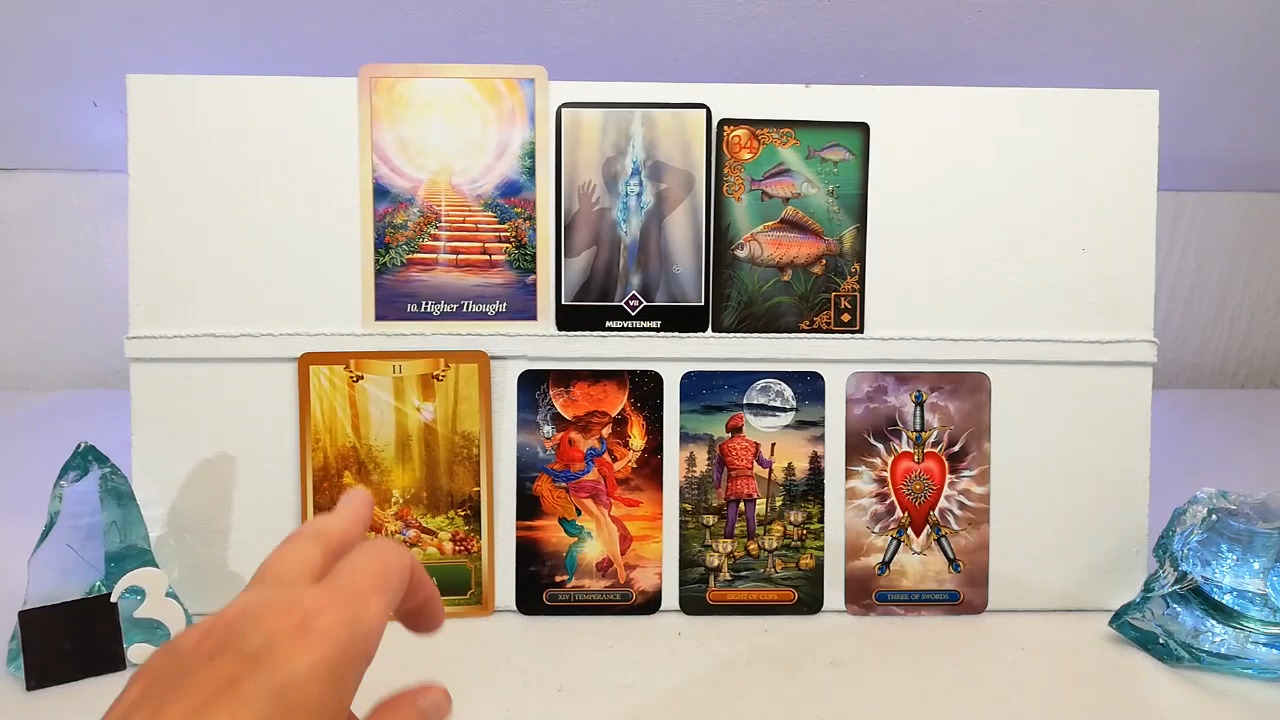 10. Higher Thought
VII
MEDVETENHET
34
K
II
XIV | TEMPERANCE
EIGHT OF CUPS
THREE OF SWORDS
3